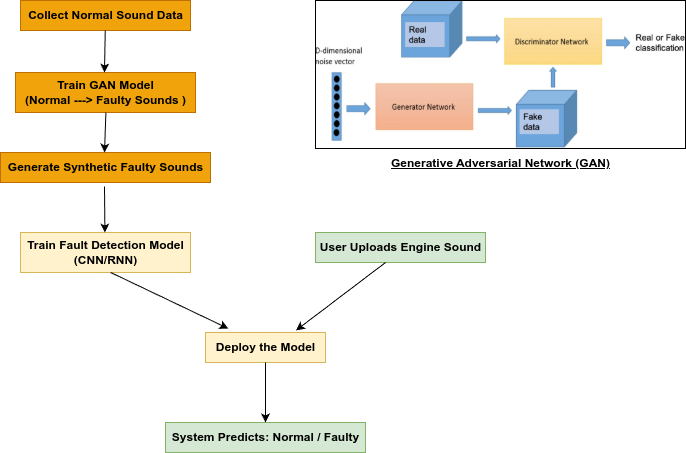 Collect Normal Sound Data
Train GAN Model
(Normal ---> Faulty Sounds )
Generate Synthetic Faulty Sounds
Train Fault Detection Model
(CNN/RNN)
User Uploads Engine Sound
Deploy the Model
System Predicts: Normal / Faulty
Real
data
Discriminator Network
Real or Fake
classification
D-dimensional
noise vector
Generator Network
Fake
data
Generative Adversarial Network (GAN)